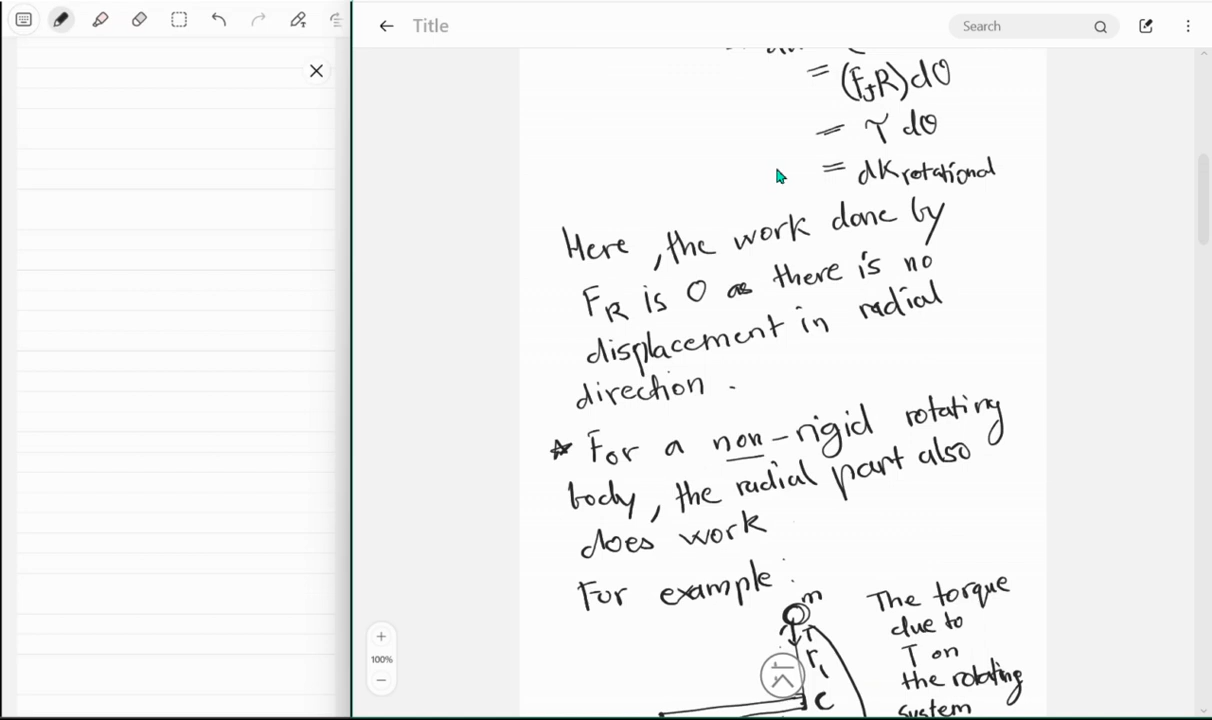 Title
Search
= (F_T R)dθ
= τ dθ
= dK rotational
Here, the work done by
F_R is 0 as there is no
displacement in radial
direction.
* For a non-rigid rotating
body, the radial part also
does work
For example:
m
T
r₁
C
The torque
due to
T on
the rotating
system
100%